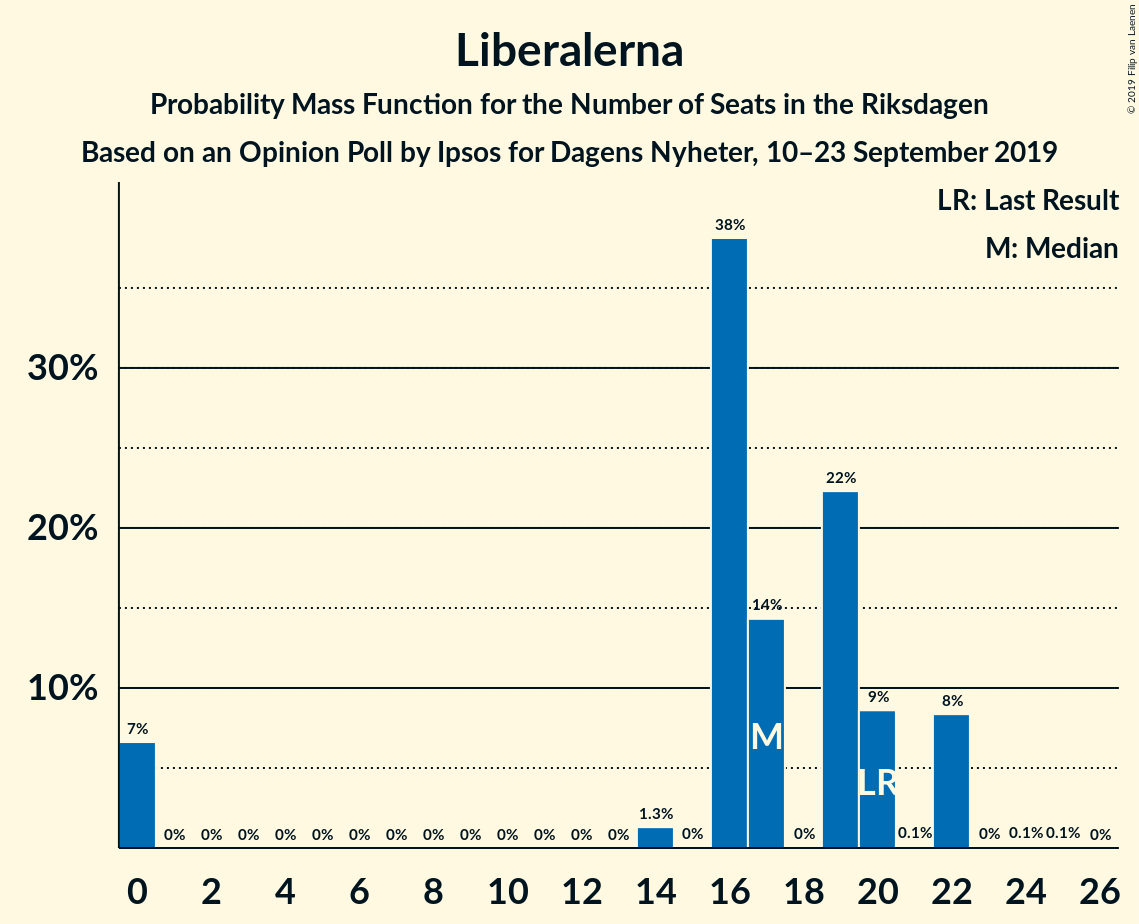 Liberalerna
Probability Mass Function for the Number of Seats in the Riksdagen
Based on an Opinion Poll by Ipsos for Dagens Nyheter, 10–23 September 2019
© 2019 Filip van Laenen
LR: Last Result
M: Median
38%
30%
22%
20%
14%
10%
9%
8%
7%
M
LR
1.3%
0% 0% 0% 0% 0% 0% 0% 0% 0% 0% 0% 0% 0% 0% 0% 0.1% 0% 0.1% 0.1% 0%
0 2 4 6 8 10 12 14 16 18 20 22 24 26